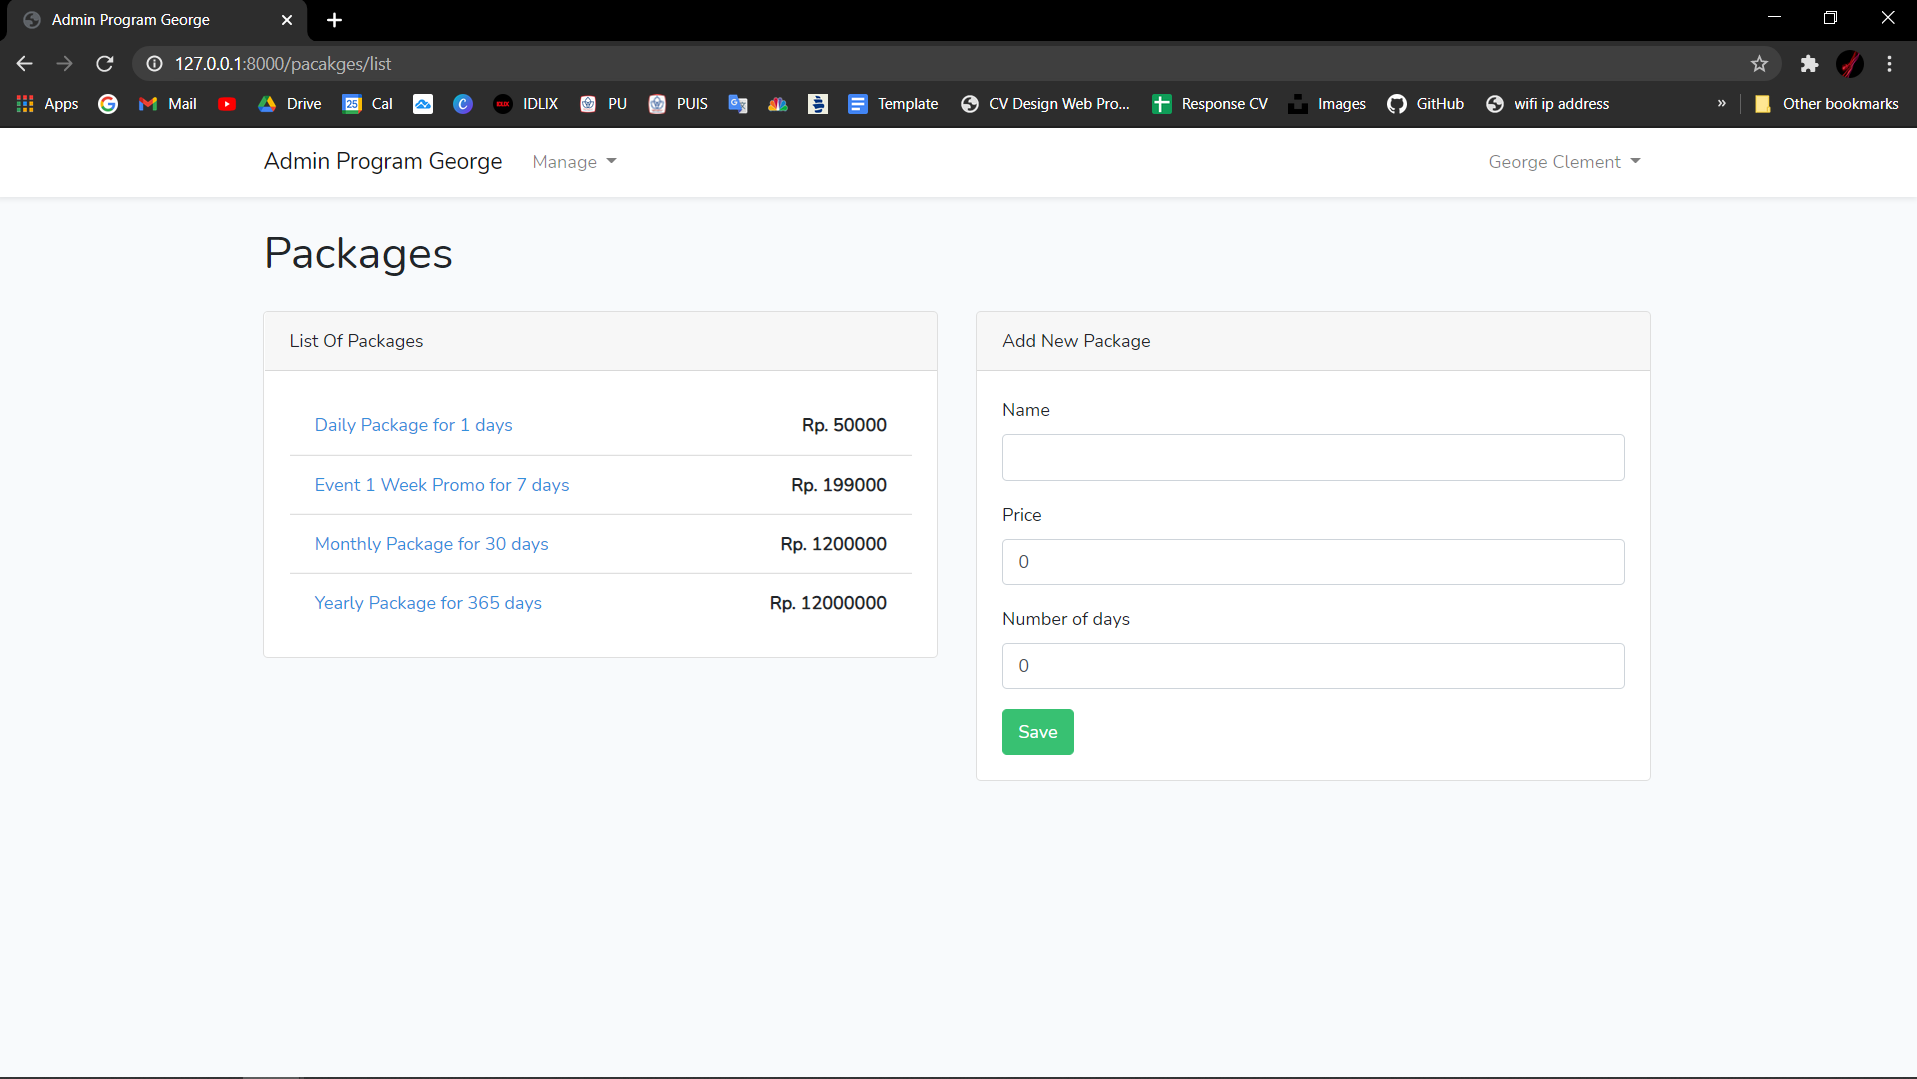 Admin Program George
127.0.0.1:8000/pacakges/list
Apps Mail Drive 25 Cal C IDLIX PU PUIS Template CV Design Web Pro... Response CV Images GitHub wifi ip address » Other bookmarks
Admin Program George Manage George Clement
Packages
List Of Packages
Daily Package for 1 days Rp. 50000
Event 1 Week Promo for 7 days Rp. 199000
Monthly Package for 30 days Rp. 1200000
Yearly Package for 365 days Rp. 12000000
Add New Package
Name
Price
0
Number of days
0
Save